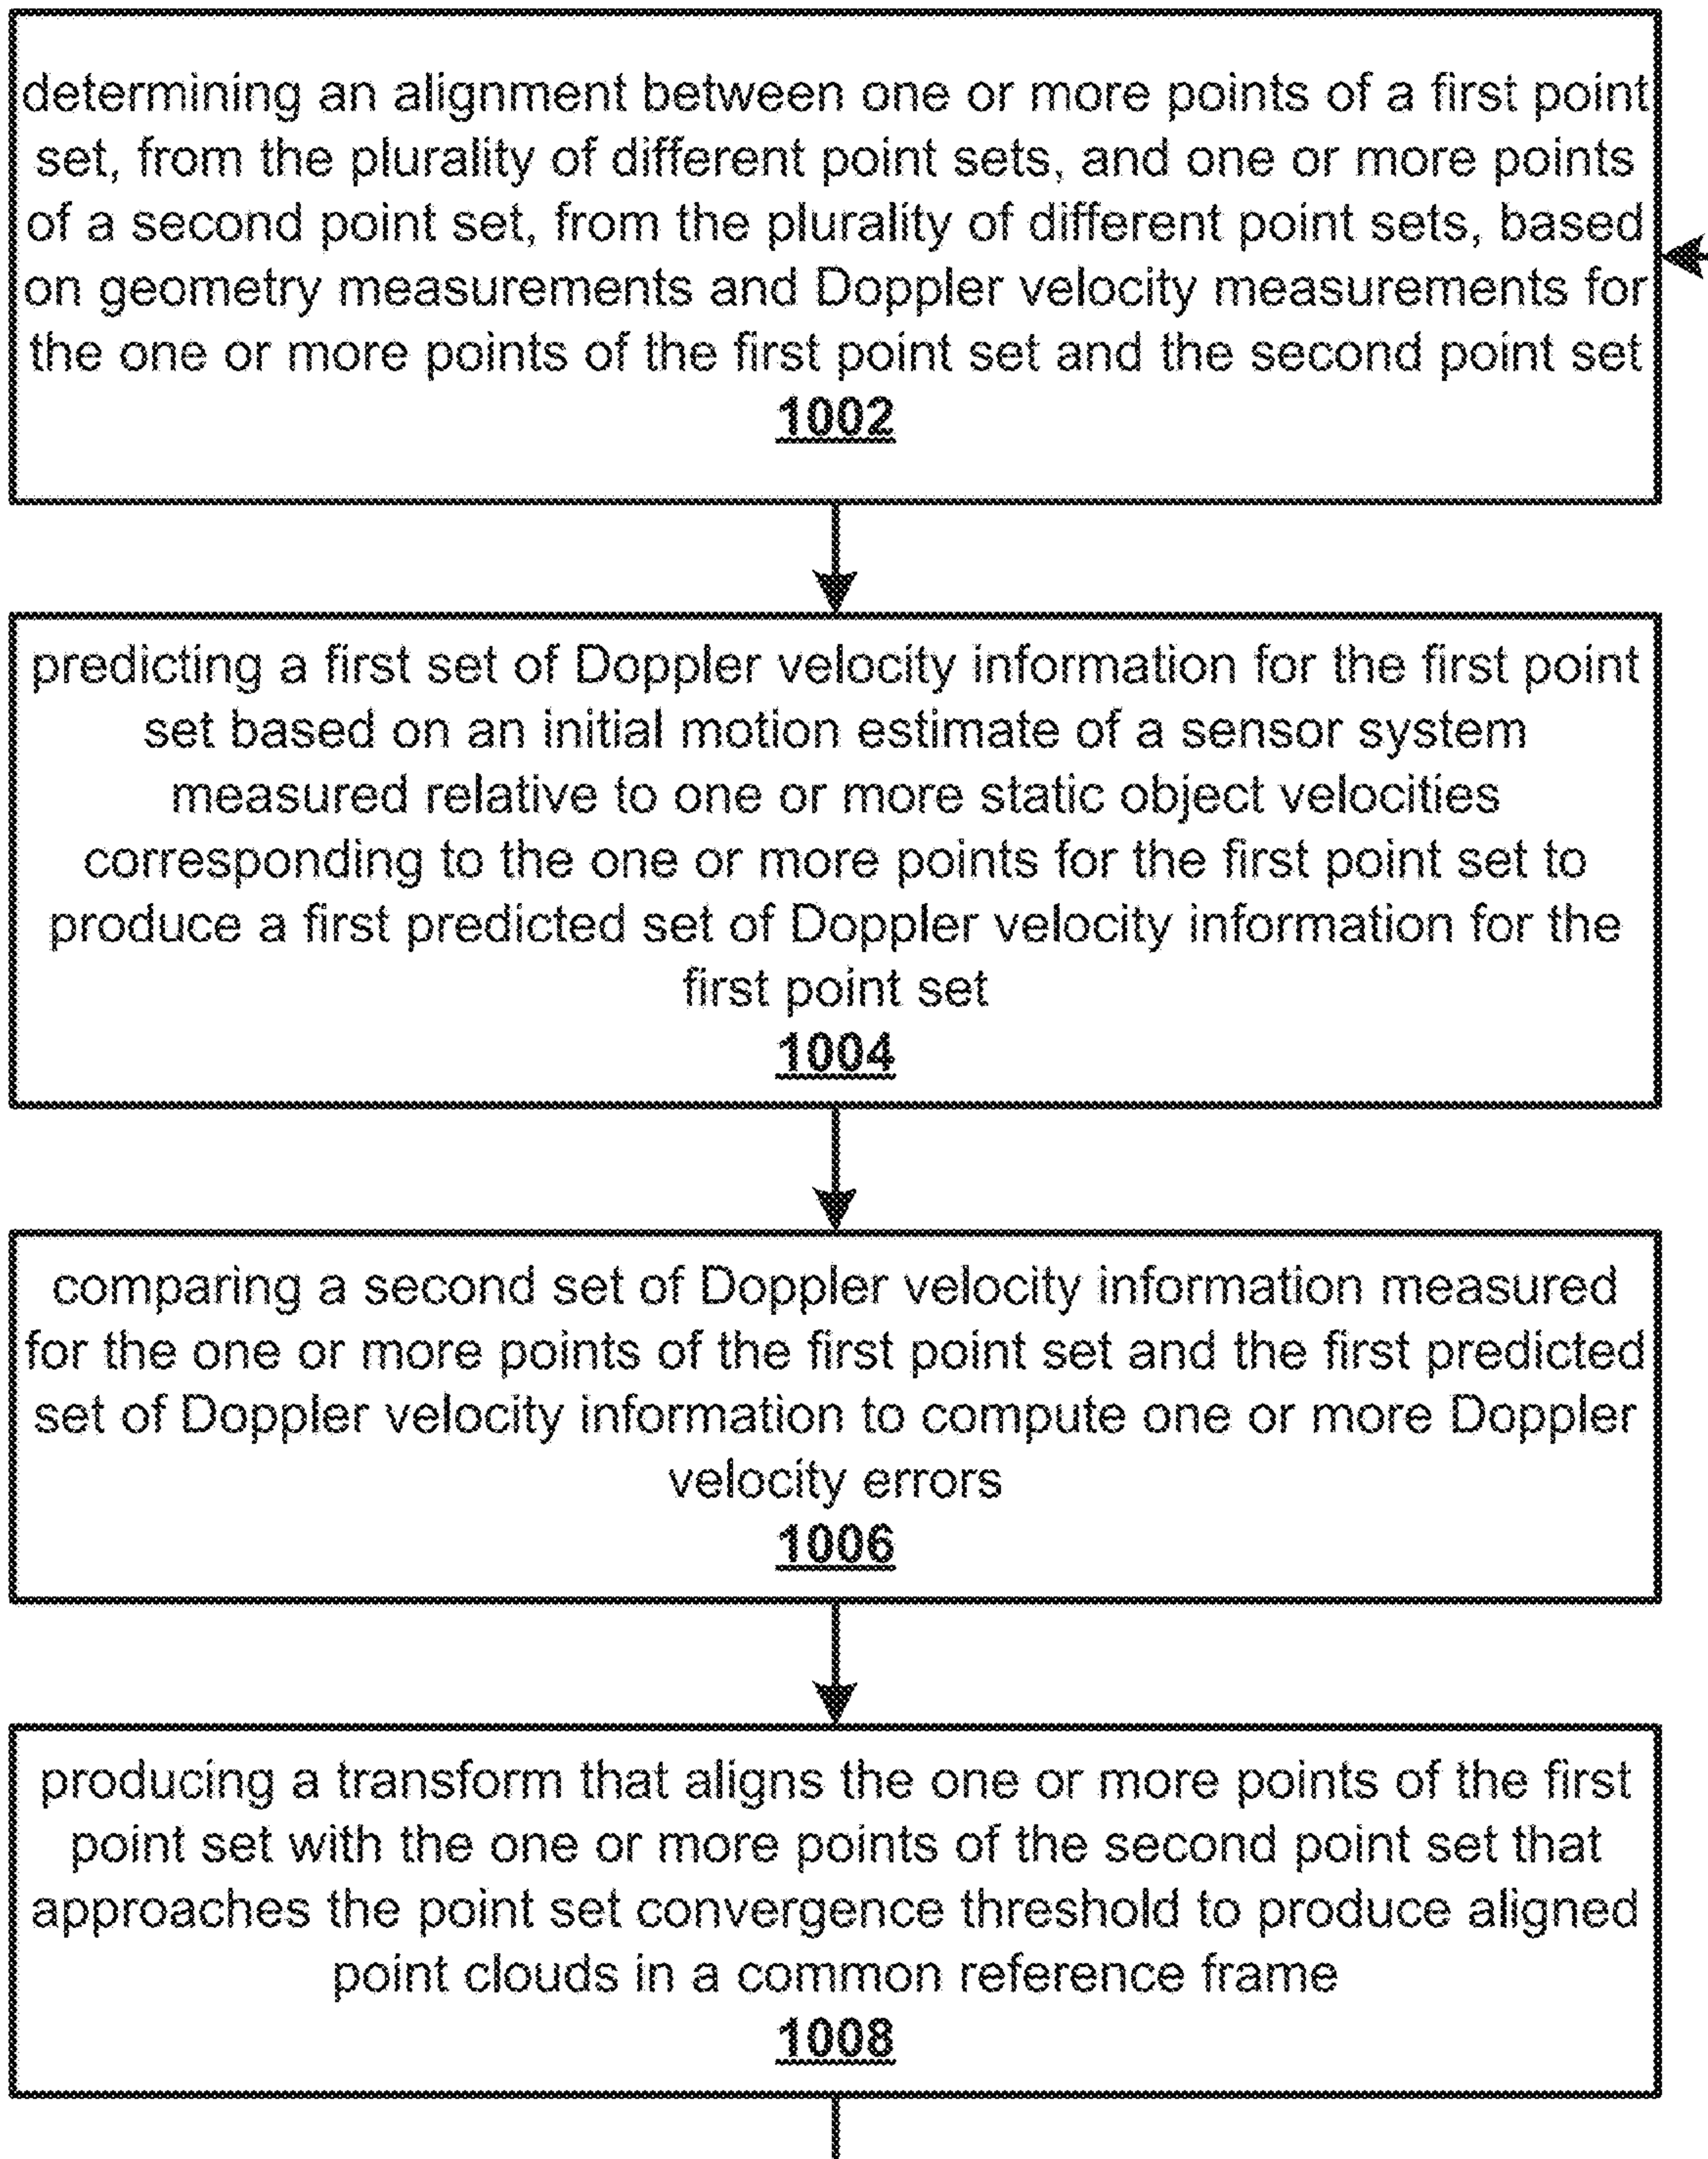 determining an alignment between one or more points of a first point
set, from the plurality of different point sets, and one or more points
of a second point set, from the plurality of different point sets, based
on geometry measurements and Doppler velocity measurements for
the one or more points of the first point set and the second point set
1002
predicting a first set of Doppler velocity information for the first point
set based on an initial motion estimate of a sensor system
measured relative to one or more static object velocities
corresponding to the one or more points for the first point set to
produce a first predicted set of Doppler velocity information for the
first point set
1004
comparing a second set of Doppler velocity information measured
for the one or more points of the first point set and the first predicted
set of Doppler velocity information to compute one or more Doppler
velocity errors
1006
producing a transform that aligns the one or more points of the first
point set with the one or more points of the second point set that
approaches the point set convergence threshold to produce aligned
point clouds in a common reference frame
1008